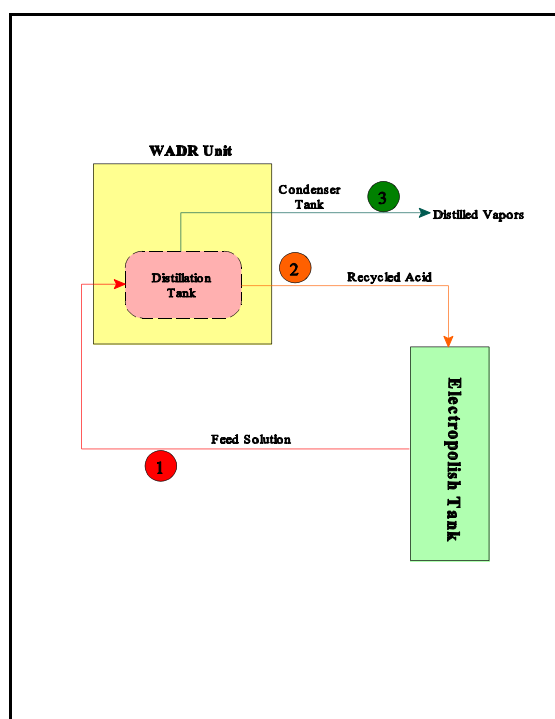 WADR Unit
Condenser
Tank
3
Distilled Vapors
Distillation
Tank
2
Recycled Acid
Electropolish Tank
Feed Solution
1